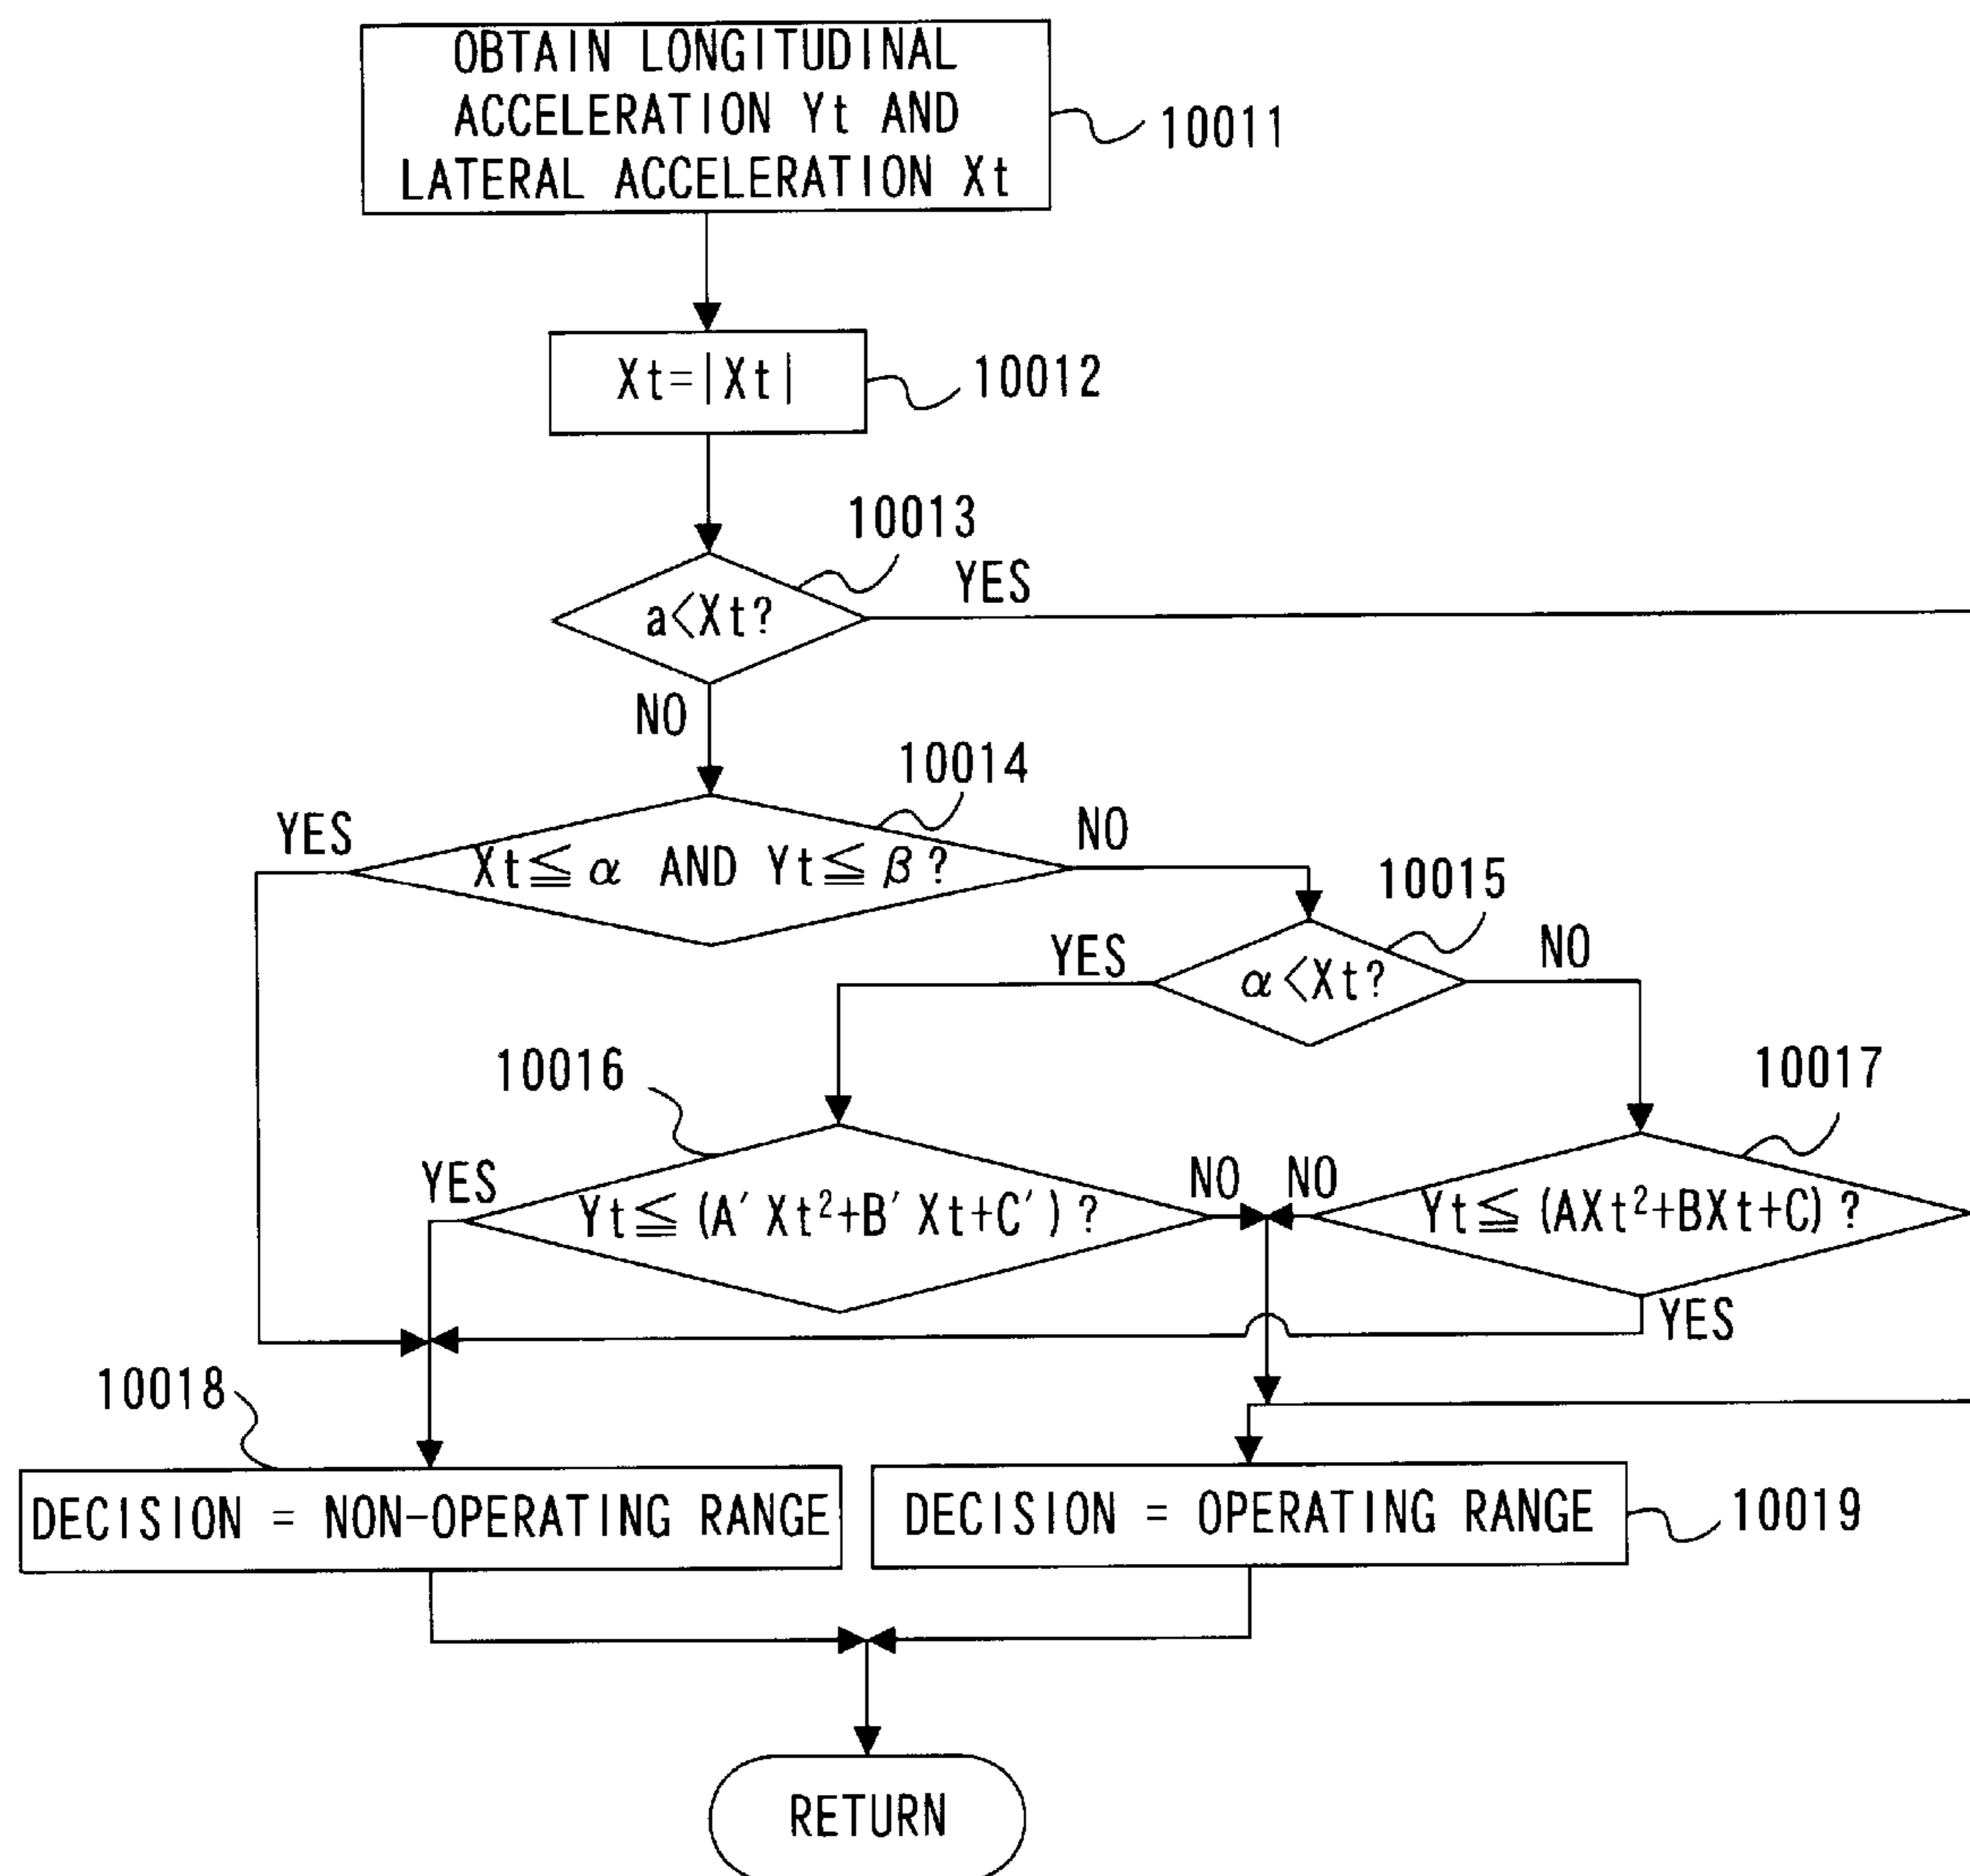 OBTAIN LONGITUDINAL
ACCELERATION Yt AND
LATERAL ACCELERATION Xt
10011
Xt=|Xt|
10012
10013
a<Xt?
YES
NO
10014
YES
Xt≦α AND Yt≦β?
NO
10015
YES
α<Xt?
NO
10016
10017
YES
Yt≦(A′Xt²+B′Xt+C′)?
NO
NO
Yt≦(AXt²+BXt+C)?
YES
10018
DECISION = NON-OPERATING RANGE
DECISION = OPERATING RANGE
10019
RETURN